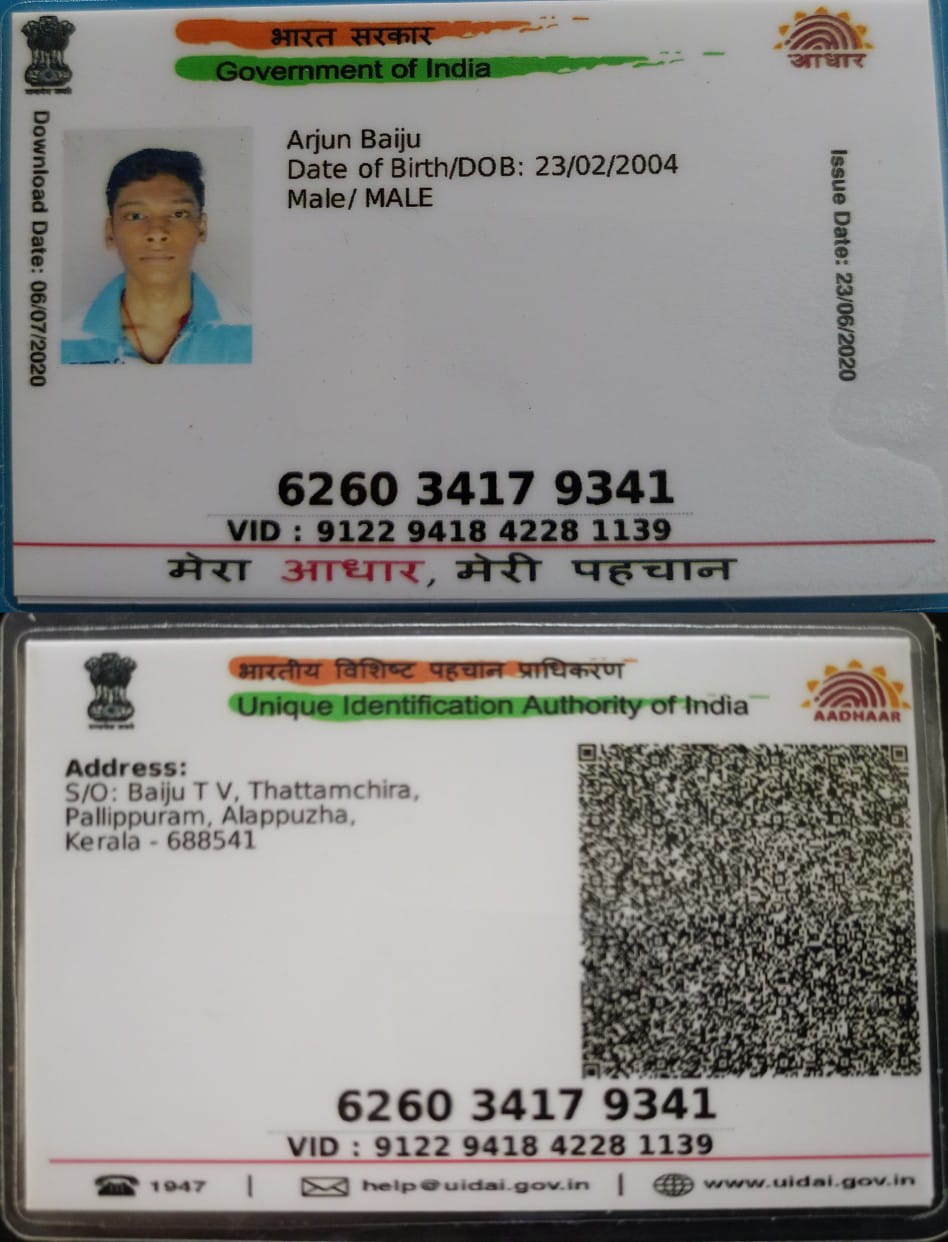 भारत सरकार
Government of India
आधार
Download Date: 06/07/2020
Arjun Baiju
Date of Birth/DOB: 23/02/2004
Male/ MALE
Issue Date: 23/06/2020
6260 3417 9341
VID : 9122 9418 4228 1139
मेरा आधार, मेरी पहचान
भारतीय विशिष्ट पहचान प्राधिकरण
Unique Identification Authority of India
AADHAAR
Address:
S/O: Baiju T V, Thattamchira,
Pallippuram, Alappuzha,
Kerala - 688541
6260 3417 9341
VID : 9122 9418 4228 1139
1947 | help@uidai.gov.in | www.uidai.gov.in